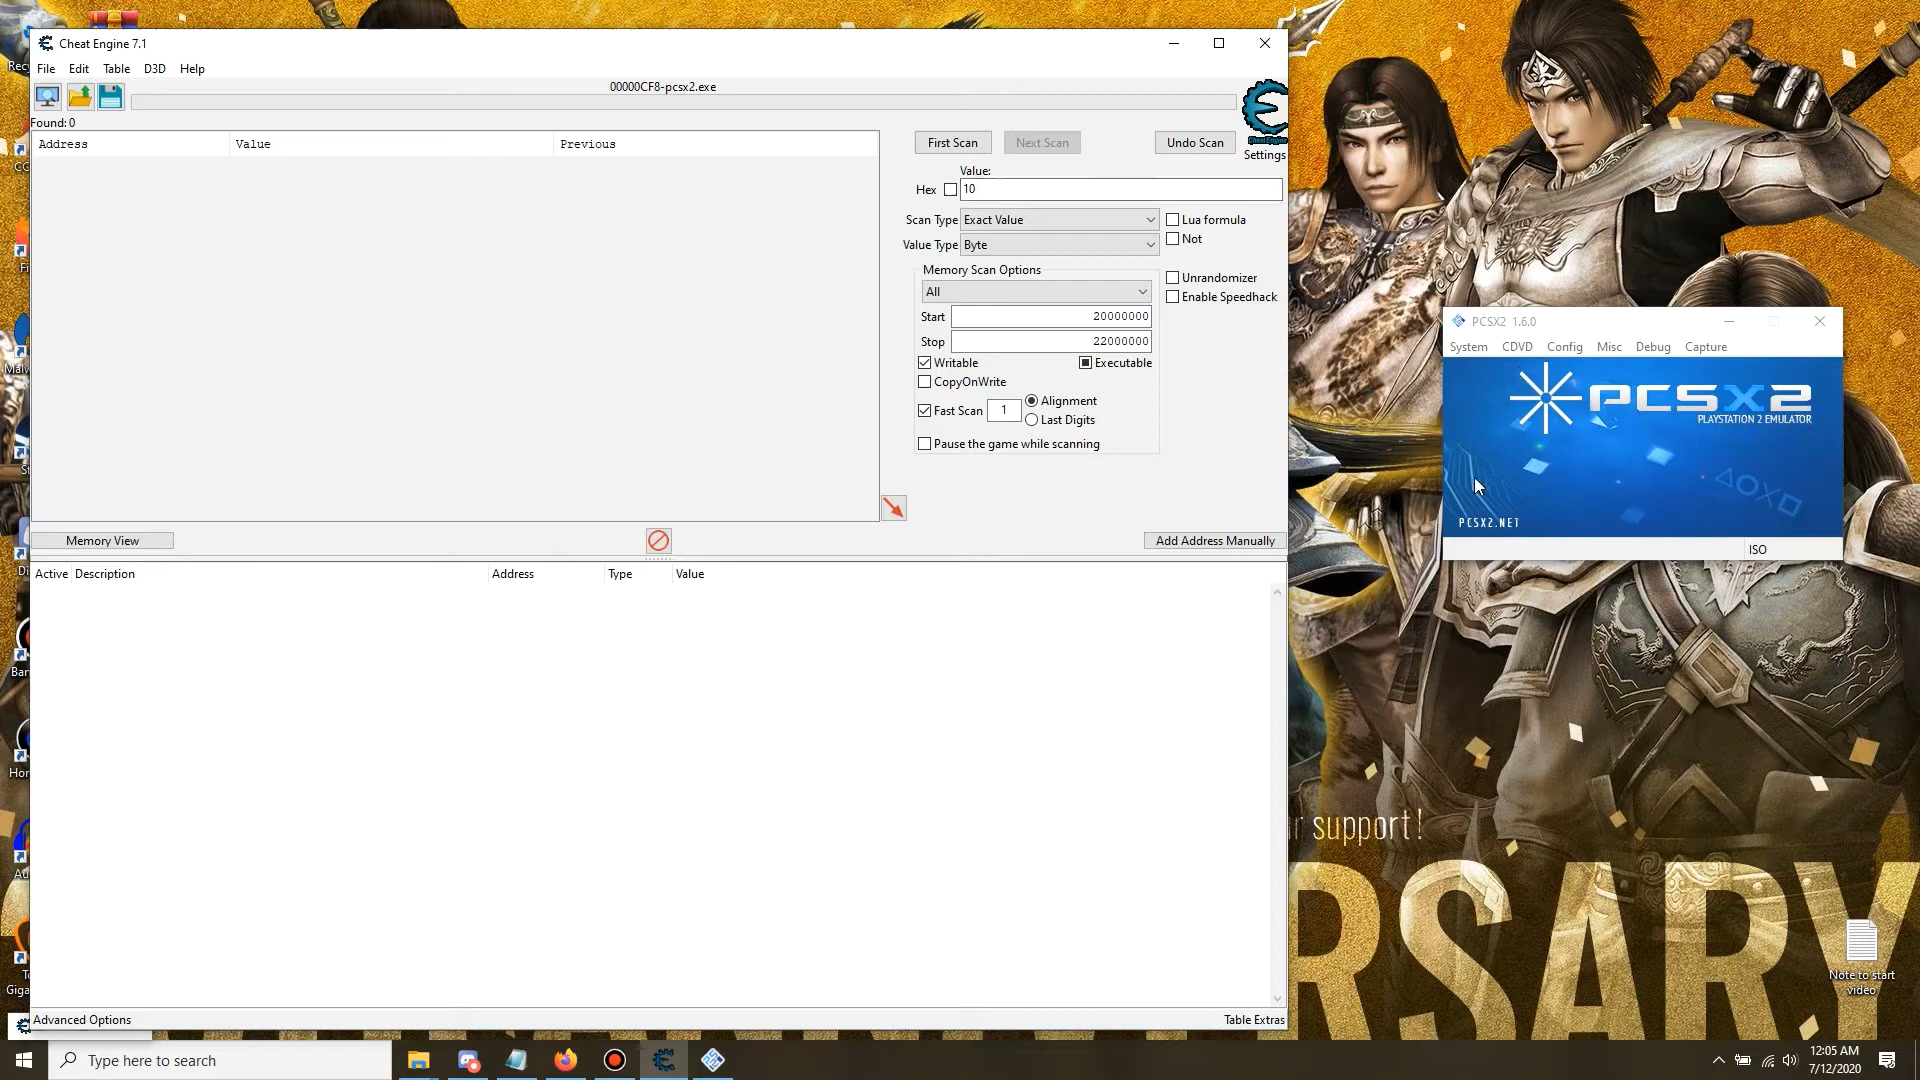 Cheat Engine 7.1
File Edit Table D3D Help
00000CF8-pcsx2.exe
Found: 0
Address Value Previous
First Scan Next Scan Undo Scan
Settings
Value:
Hex 10
Scan Type Exact Value Lua formula
Value Type Byte Not
Memory Scan Options
All
Unrandomizer
Enable Speedhack
Start 20000000
Stop 22000000
Writable Executable
CopyOnWrite
Fast Scan 1 Alignment
Last Digits
Pause the game while scanning
Memory View Add Address Manually
Active Description Address Type Value
Advanced Options Table Extras
PCSX2 1.6.0
System CDVD Config Misc Debug Capture
PCSX2
PLAYSTATION 2 EMULATOR
PCSX2.NET
ISO
support!
RSARY
Note to start
video
Type here to search
12:05 AM
7/12/2020